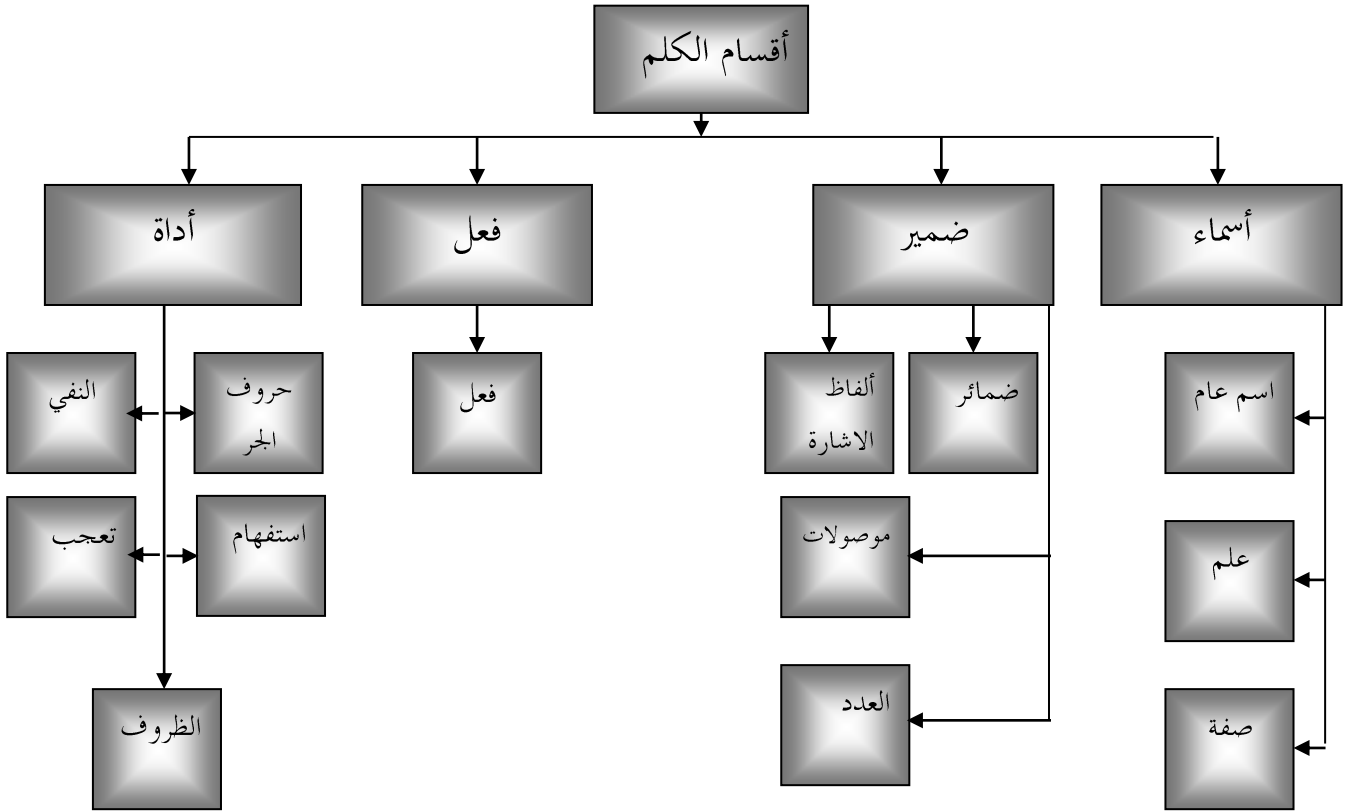 أقسام الكلم
أسماء
ضمير
فعل
أداة
اسم عام
ضمائر
ألفاظ
الاشارة
فعل
حروف
الجر
النفي
علم
موصولات
استفهام
تعجب
صفة
العدد
الظروف